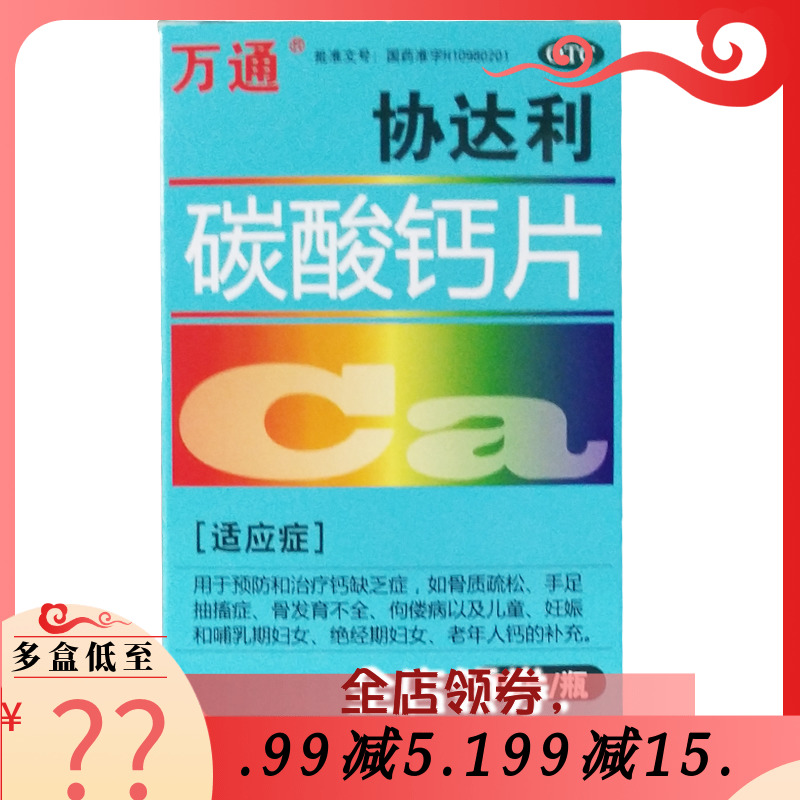 万通® 批准文号：国药准字H10980201 OTC
协达利
碳酸钙片
Ca
[适应症]
用于预防和治疗钙缺乏症，如骨质疏松、手足
抽搐症、骨发育不全、佝偻病以及儿童、妊娠
和哺乳期妇女、绝经期妇女、老年人钙的补充。
/瓶
多盒低至
¥??
全店领券,
.99减5.199减15.